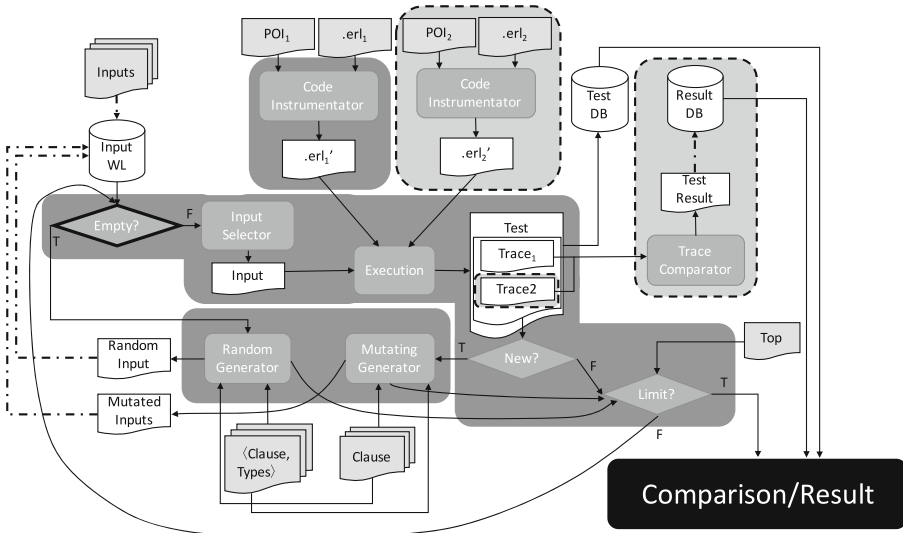 POI₁
.erl₁
POI₂
.erl₂
Inputs
Code
Instrumentator
Code
Instrumentator
Test
DB
Result
DB
Input
WL
.erl₁’
.erl₂’
Test
Result
Empty?
F
T
Input
Selector
Input
Execution
Test
Trace₁
Trace2
Trace
Comparator
Random
Input
Random
Generator
Mutating
Generator
T
New?
F
Top
Limit?
T
F
Mutated
Inputs
〈Clause,
Types〉
Clause
Comparison/Result